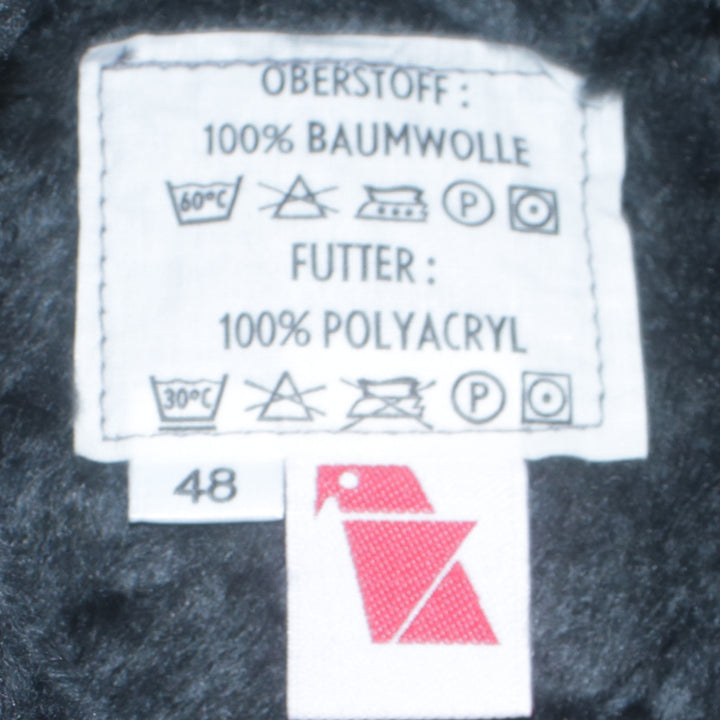 OBERSTOFF:
100% BAUMWOLLE
60°C P
FUTTER:
100% POLYACRYL
30°C P
48